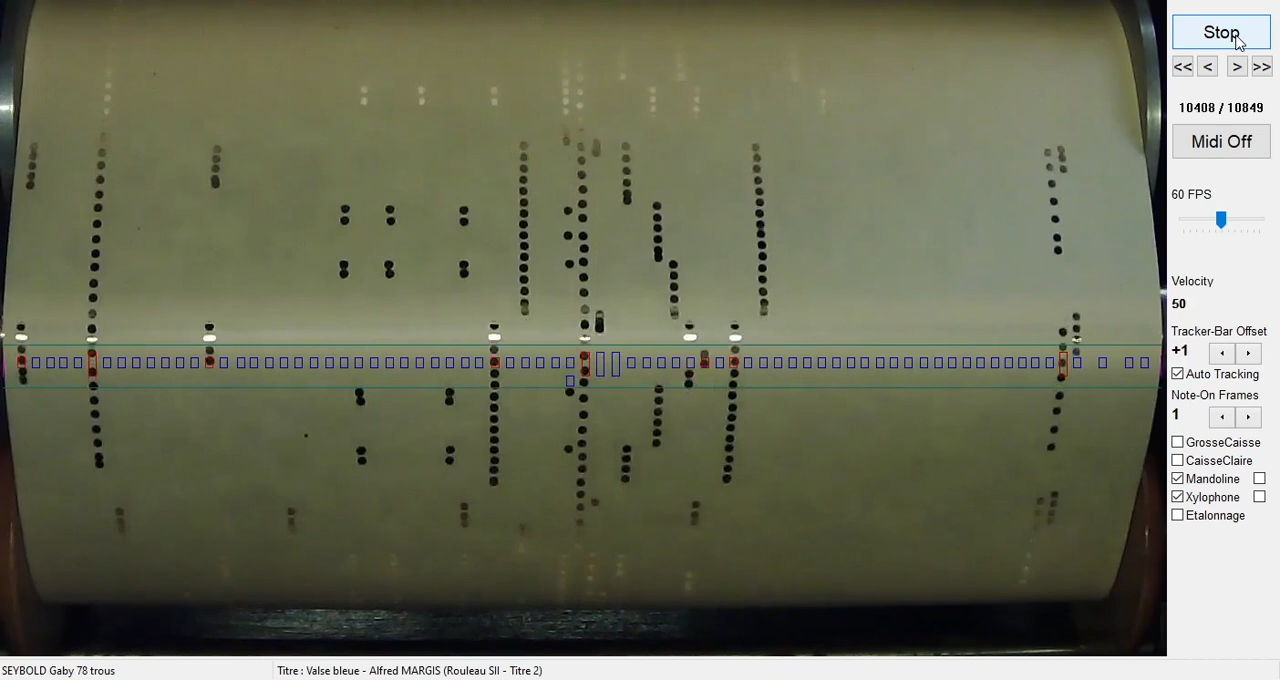 Stop
<< < > >>
10408 / 10849
Midi Off
60 FPS
Velocity
50
Tracker-Bar Offset
+1
Auto Tracking
Note-On Frames
1
GrosseCaisse
CaisseClaire
Mandoline
Xylophone
Etalonnage
SEYBOLD Gaby 78 trous
Titre : Valse bleue - Alfred MARGIS (Rouleau SII - Titre 2)